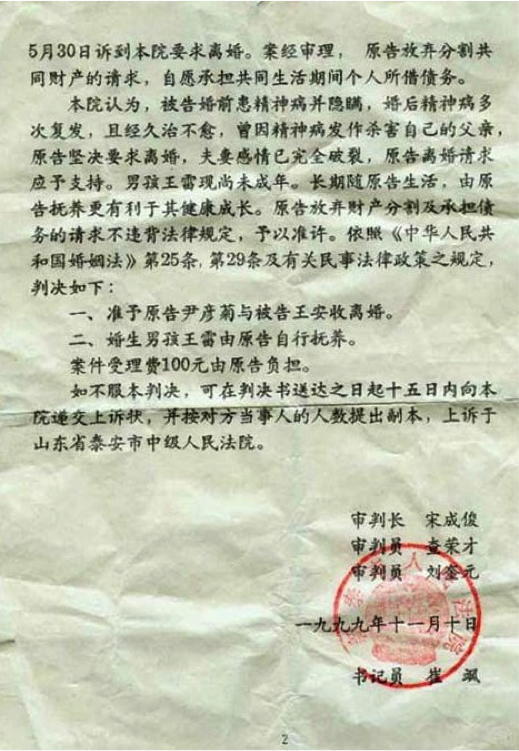 5月30日诉到本院要求离婚。案经审理， 原告放弃分割共
同财产的请求，自愿承担共同生活期间个人所借债务。
本院认为，被告婚前患精神病并隐瞒，婚后精神病多
次复发，且经久治不愈，曾因精神病发作杀害自己的父亲，
原告坚决要求离婚，夫妻感情已完全破裂，原告离婚请求
应予支持。男孩王雷现尚未成年。长期随原告生活，由原
告抚养更有利于其健康成长。原告放弃财产分割及承担债
务的请求不违背法律规定，予以准许。依照《中华人民共
和国婚姻法》第25条，第29条及有关民事法律政策之规定，
判决如下：
一、准予原告尹彦菊与被告王安收离婚。
二、婚生男孩王雷由原告自行抚养。
案件受理费100元由原告负担。
如不服本判决，可在判决书送达之日起十五日内向本
院递交上诉状，并按对方当事人的人数提出副本，上诉于
山东省泰安市中级人民法院。
审判长 宋成俊
审判员 查荣才
审判员 刘奎元
一九九九年十一月十日
书记员 崔飒
2